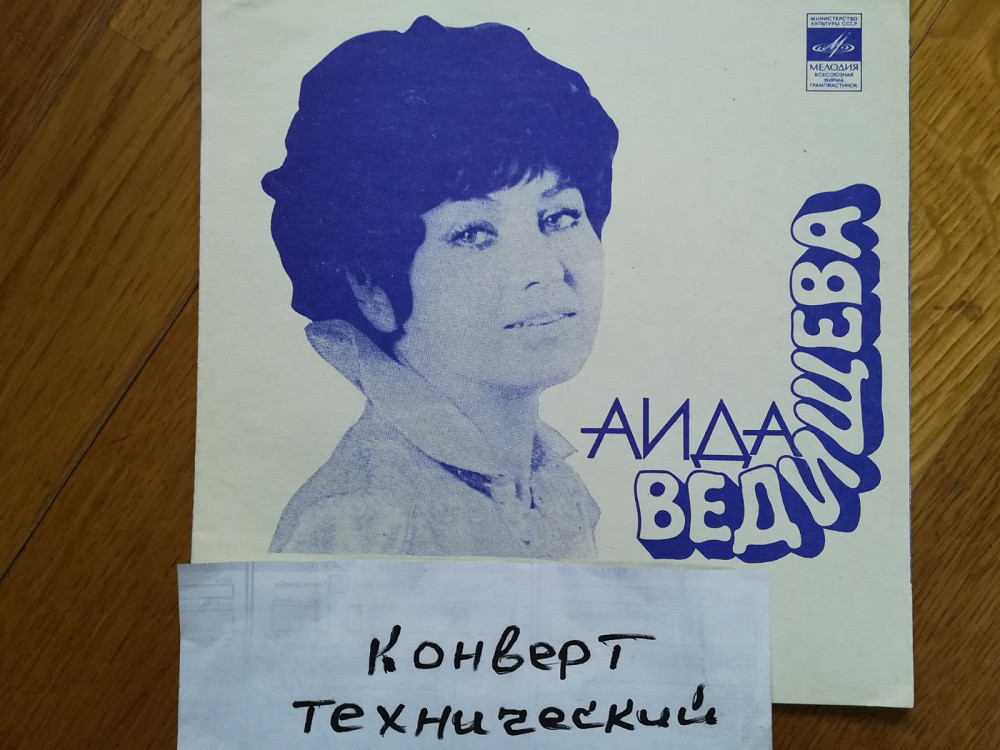 МИНИСТЕРСТВО
КУЛЬТУРЫ СССР
МЕЛОДИЯ
ВСЕСОЮЗНАЯ
ФИРМА
ГРАМПЛАСТИНОК
АИДА
ВЕДИЩЕВА
Конверт
технический